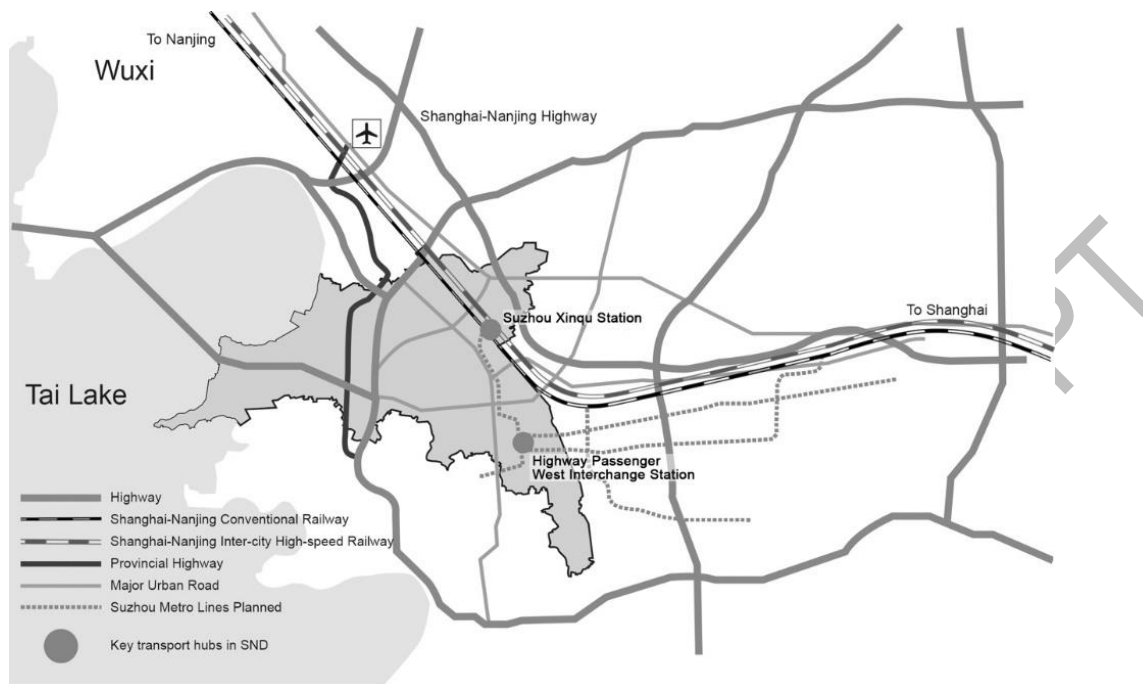 To Nanjing
Wuxi
Shanghai-Nanjing Highway
To Shanghai
Suzhou Xinqu Station
Tai Lake
Highway Passenger
West Interchange Station
Highway
Shanghai-Nanjing Conventional Railway
Shanghai-Nanjing Inter-city High-speed Railway
Provincial Highway
Major Urban Road
Suzhou Metro Lines Planned
Key transport hubs in SND
PT